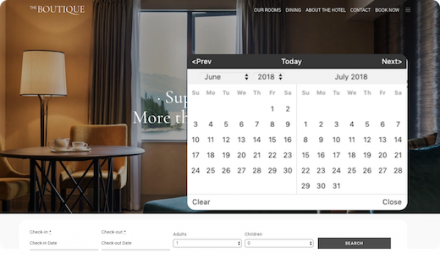 THE BOUTIQUE
OUR ROOMS DINING ABOUT THE HOTEL CONTACT BOOK NOW
<Prev Today Next>
June 2018 July 2018
Su Mo Tu We Th Fr Sa Su Mo Tu We Th Fr Sa
1 2
3 4 5 6 7 8 9 1 2 3 4 5 6 7
10 11 12 13 14 15 16 8 9 10 11 12 13 14
17 18 19 20 21 22 23 15 16 17 18 19 20 21
24 25 26 27 28 29 30 22 23 24 25 26 27 28
29 30 31
Clear Close
Sup
More th
Check-in * Check-out * Adults Children
Check-in Date Check-out Date 1 0 SEARCH